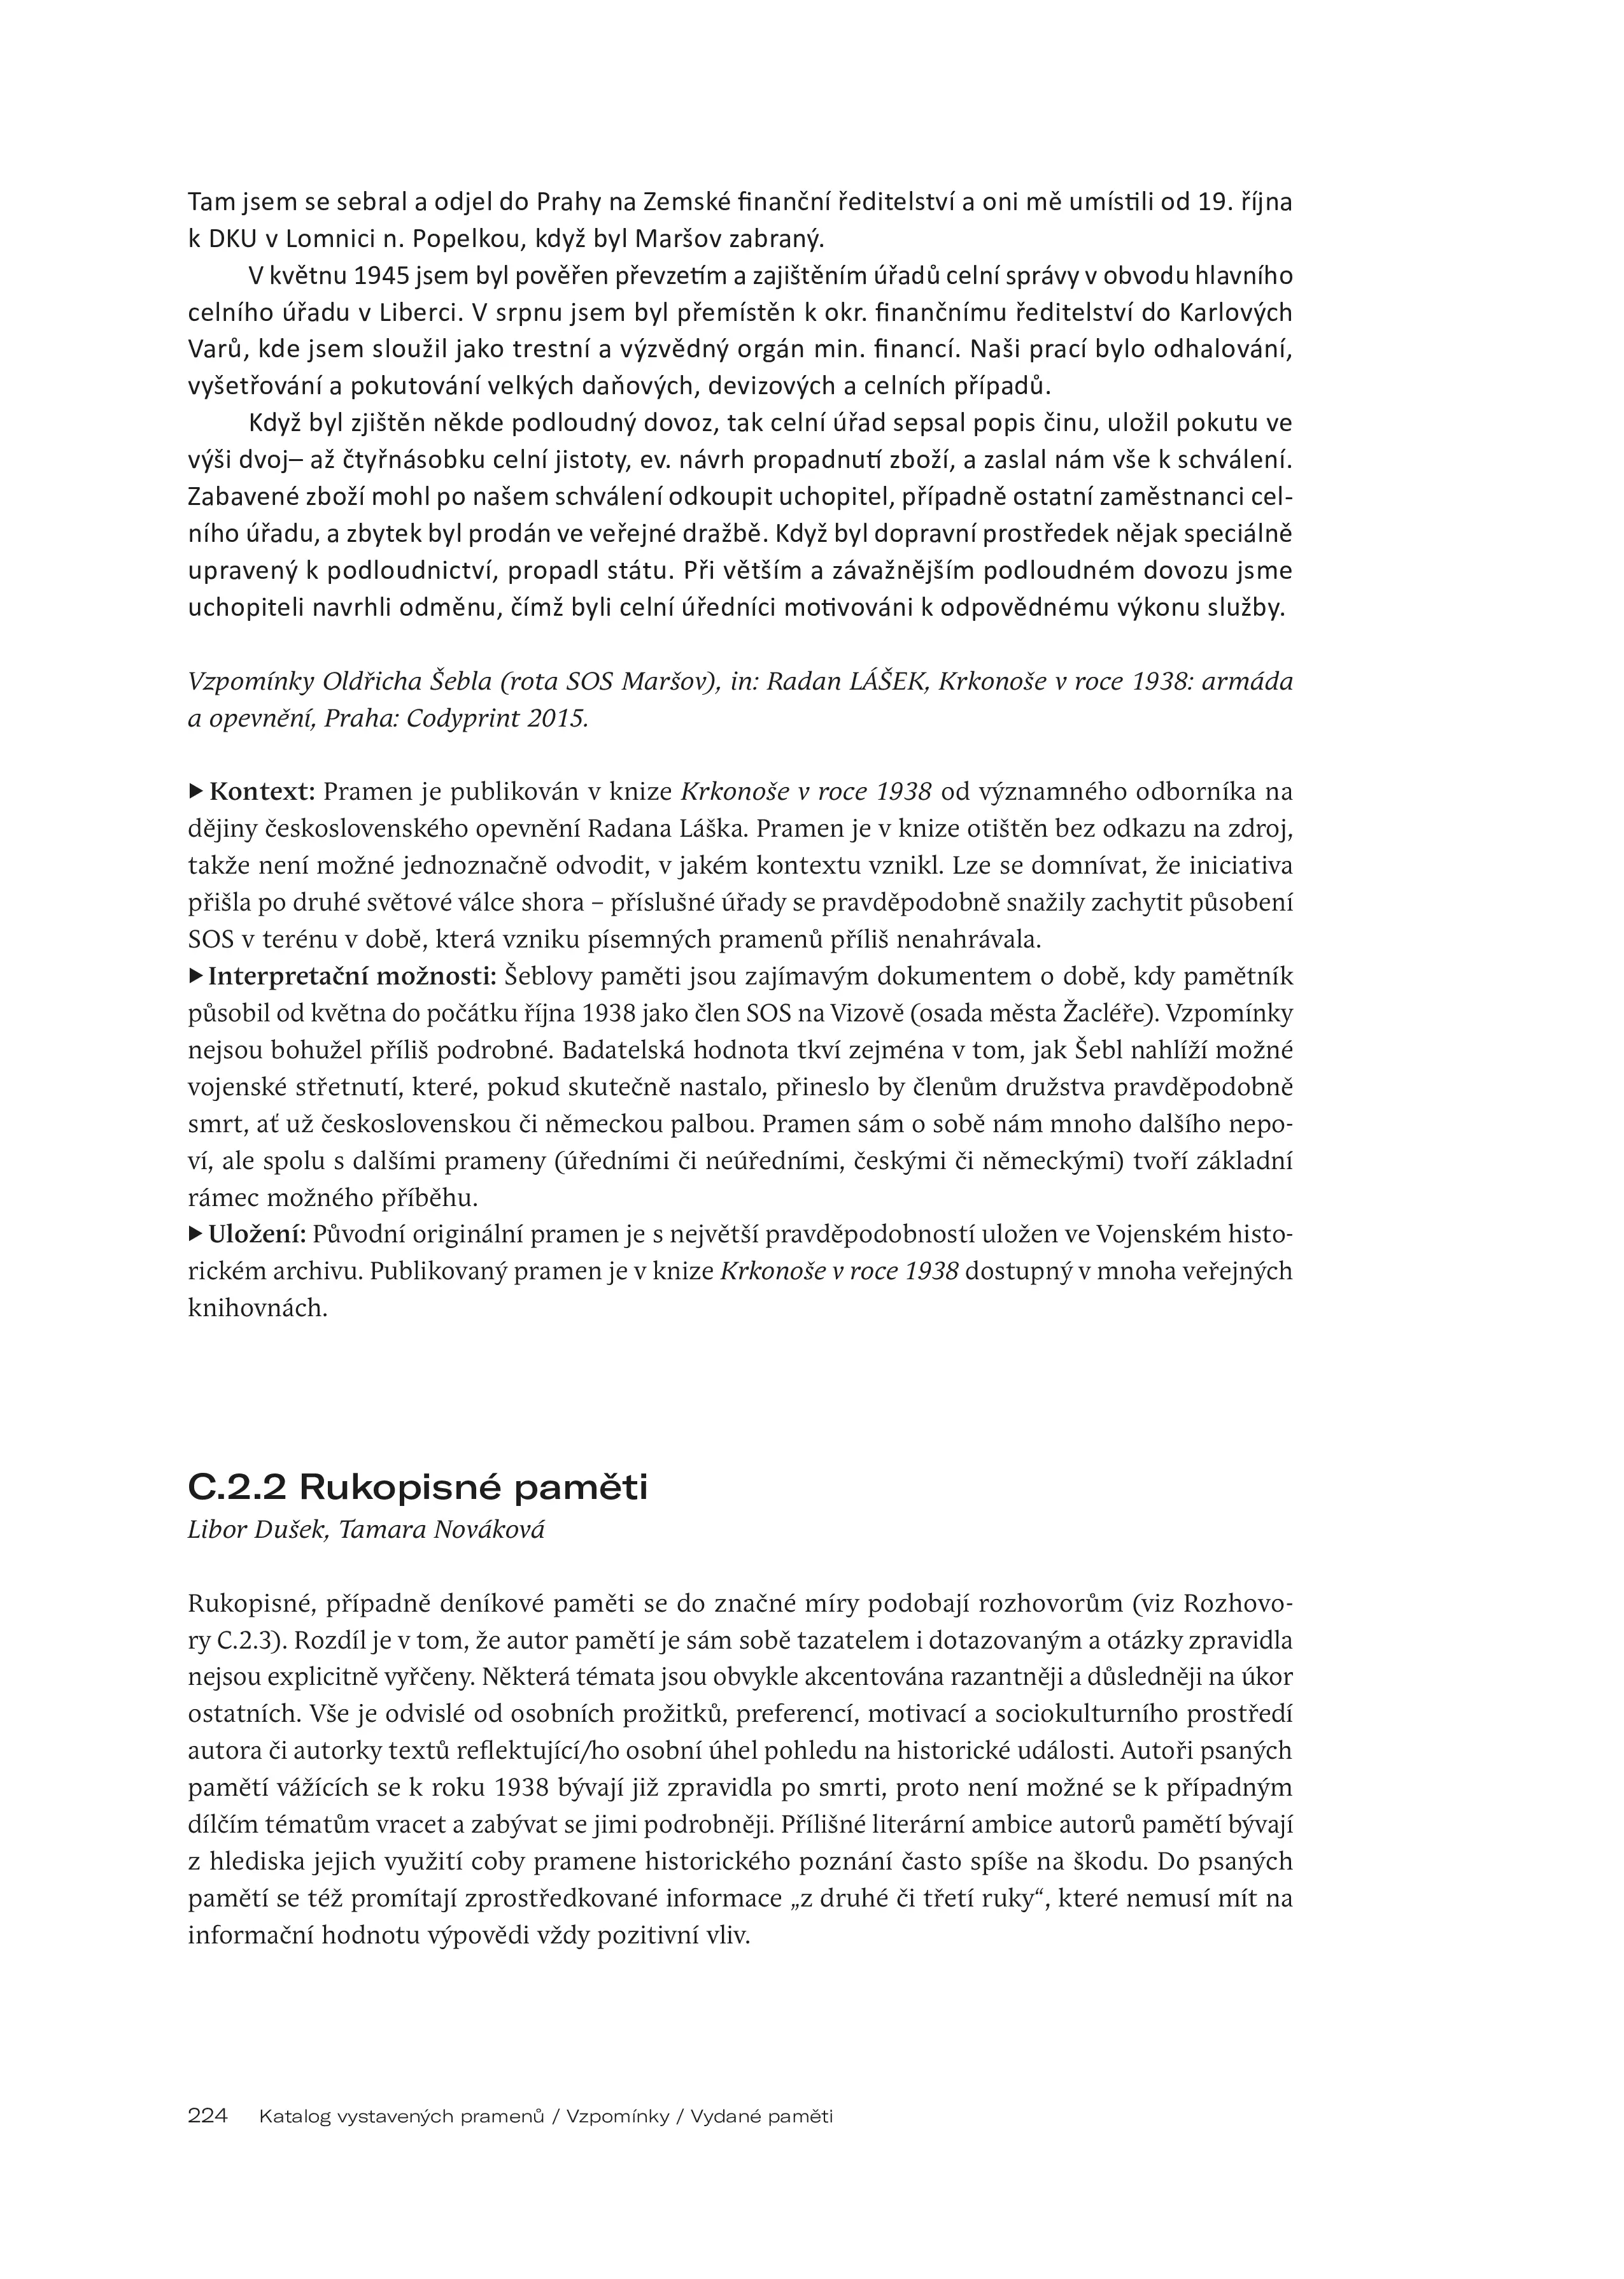 Tam jsem se sebral a odjel do Prahy na Zemské finanční ředitelství a oni mě umístili od 19. října
k DKU v Lomnici n. Popelkou, když byl Maršov zabraný.
V květnu 1945 jsem byl pověřen převzetím a zajištěním úřadů celní správy v obvodu hlavního
celního úřadu v Liberci. V srpnu jsem byl přemístěn k okr. finančnímu ředitelství do Karlových
Varů, kde jsem sloužil jako trestní a výzvědný orgán min. financí. Naši prací bylo odhalování,
vyšetřování a pokutování velkých daňových, devizových a celních případů.
Když byl zjištěn někde podloudný dovoz, tak celní úřad sepsal popis činu, uložil pokutu ve
výši dvoj– až čtyřnásobku celní jistoty, ev. návrh propadnutí zboží, a zaslal nám vše k schválení.
Zabavené zboží mohl po našem schválení odkoupit uchopitel, případně ostatní zaměstnanci cel-
ního úřadu, a zbytek byl prodán ve veřejné dražbě. Když byl dopravní prostředek nějak speciálně
upravený k podloudnictví, propadl státu. Při větším a závažnějším podloudném dovozu jsme
uchopiteli navrhli odměnu, čímž byli celní úředníci motivováni k odpovědnému výkonu služby.
Vzpomínky Oldřicha Šebla (rota SOS Maršov), in: Radan LÁŠEK, Krkonoše v roce 1938: armáda
a opevnění, Praha: Codyprint 2015.
▶ Kontext: Pramen je publikován v knize Krkonoše v roce 1938 od významného odborníka na
dějiny československého opevnění Radana Láška. Pramen je v knize otištěn bez odkazu na zdroj,
takže není možné jednoznačně odvodit, v jakém kontextu vznikl. Lze se domnívat, že iniciativa
přišla po druhé světové válce shora – příslušné úřady se pravděpodobně snažily zachytit působení
SOS v terénu v době, která vzniku písemných pramenů příliš nenahrávala.
▶ Interpretační možnosti: Šeblovy paměti jsou zajímavým dokumentem o době, kdy pamětník
působil od května do počátku října 1938 jako člen SOS na Vizově (osada města Žacléře). Vzpomínky
nejsou bohužel příliš podrobné. Badatelská hodnota tkví zejména v tom, jak Šebl nahlíží možné
vojenské střetnutí, které, pokud skutečně nastalo, přineslo by členům družstva pravděpodobně
smrt, ať už československou či německou palbou. Pramen sám o sobě nám mnoho dalšího nepo-
ví, ale spolu s dalšími prameny (úředními či neúředními, českými či německými) tvoří základní
rámec možného příběhu.
▶ Uložení: Původní originální pramen je s největší pravděpodobností uložen ve Vojenském histo-
rickém archivu. Publikovaný pramen je v knize Krkonoše v roce 1938 dostupný v mnoha veřejných
knihovnách.
C.2.2 Rukopisné paměti
Libor Dušek, Tamara Nováková
Rukopisné, případně deníkové paměti se do značné míry podobají rozhovorům (viz Rozhovo-
ry C.2.3). Rozdíl je v tom, že autor pamětí je sám sobě tazatelem i dotazovaným a otázky zpravidla
nejsou explicitně vyřčeny. Některá témata jsou obvykle akcentována razantněji a důsledněji na úkor
ostatních. Vše je odvislé od osobních prožitků, preferencí, motivací a sociokulturního prostředí
autora či autorky textů reflektující/ho osobní úhel pohledu na historické události. Autoři psaných
pamětí vážících se k roku 1938 bývají již zpravidla po smrti, proto není možné se k případným
dílčím tématům vracet a zabývat se jimi podrobněji. Přílišné literární ambice autorů pamětí bývají
z hlediska jejich využití coby pramene historického poznání často spíše na škodu. Do psaných
pamětí se též promítají zprostředkované informace „z druhé či třetí ruky“, které nemusí mít na
informační hodnotu výpovědi vždy pozitivní vliv.
224 Katalog vystavených pramenů / Vzpomínky / Vydané paměti